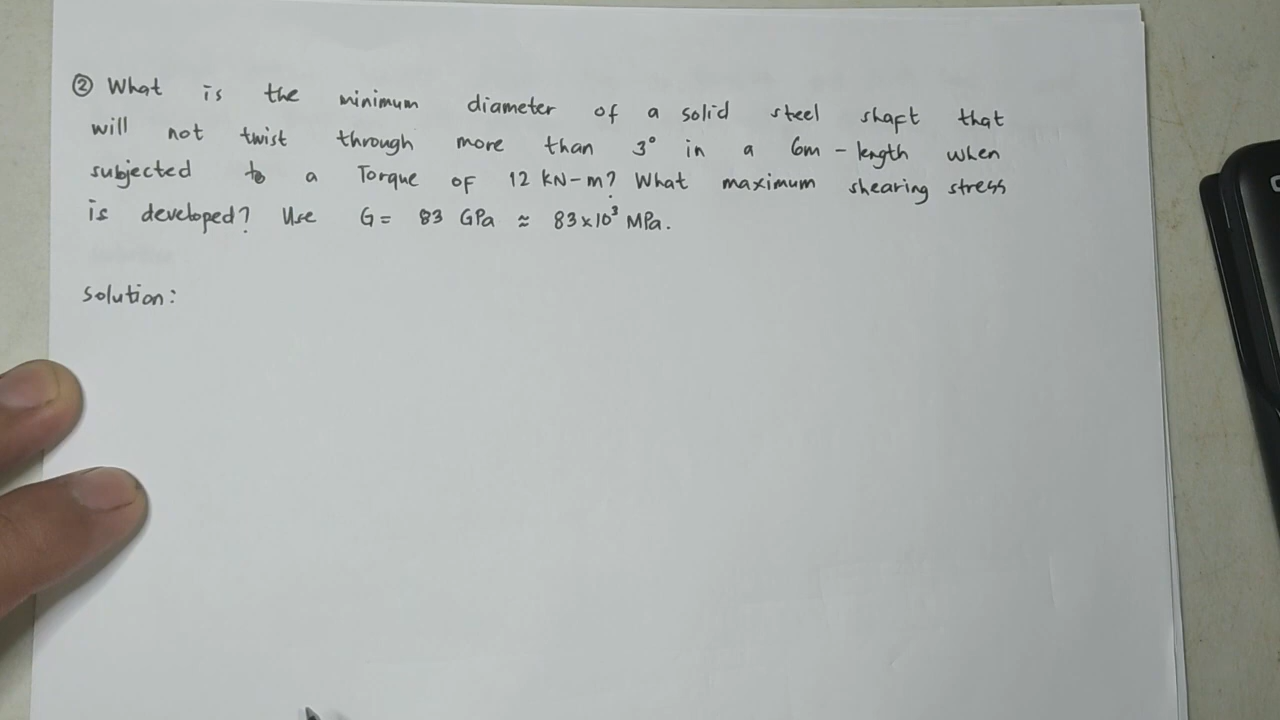 ② What is the minimum diameter of a solid steel shaft that
will not twist through more than 3° in a 6m - length when
subjected to a Torque of 12 kN-m? What maximum shearing stress
is developed? Use G = 83 GPa ≈ 83x10³ MPa.
Solution: